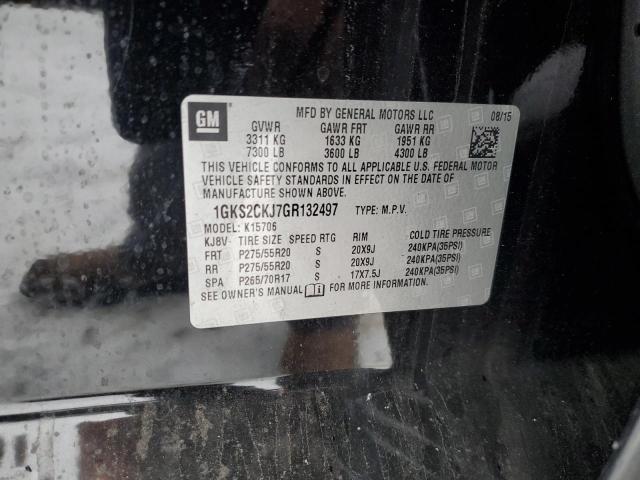 GM
MFD BY GENERAL MOTORS LLC
08/15
GVWR GAWR FRT GAWR RR
3311 KG 1633 KG 1951 KG
7300 LB 3600 LB 4300 LB
THIS VEHICLE CONFORMS TO ALL APPLICABLE U.S. FEDERAL MOTOR
VEHICLE SAFETY STANDARDS IN EFFECT ON THE DATE OF
MANUFACTURE SHOWN ABOVE.
1GKS2CKJ7GR132497 TYPE: M.P.V.
MODEL: K15706
KJ8V- TIRE SIZE SPEED RTG RIM COLD TIRE PRESSURE
FRT P275/55R20 S 20X9J 240KPA(35PSI)
RR P275/55R20 S 20X9J 240KPA(35PSI)
SPA P265/70R17 S 17X7.5J 240KPA(35PSI)
SEE OWNER'S MANUAL FOR MORE INFORMATION.